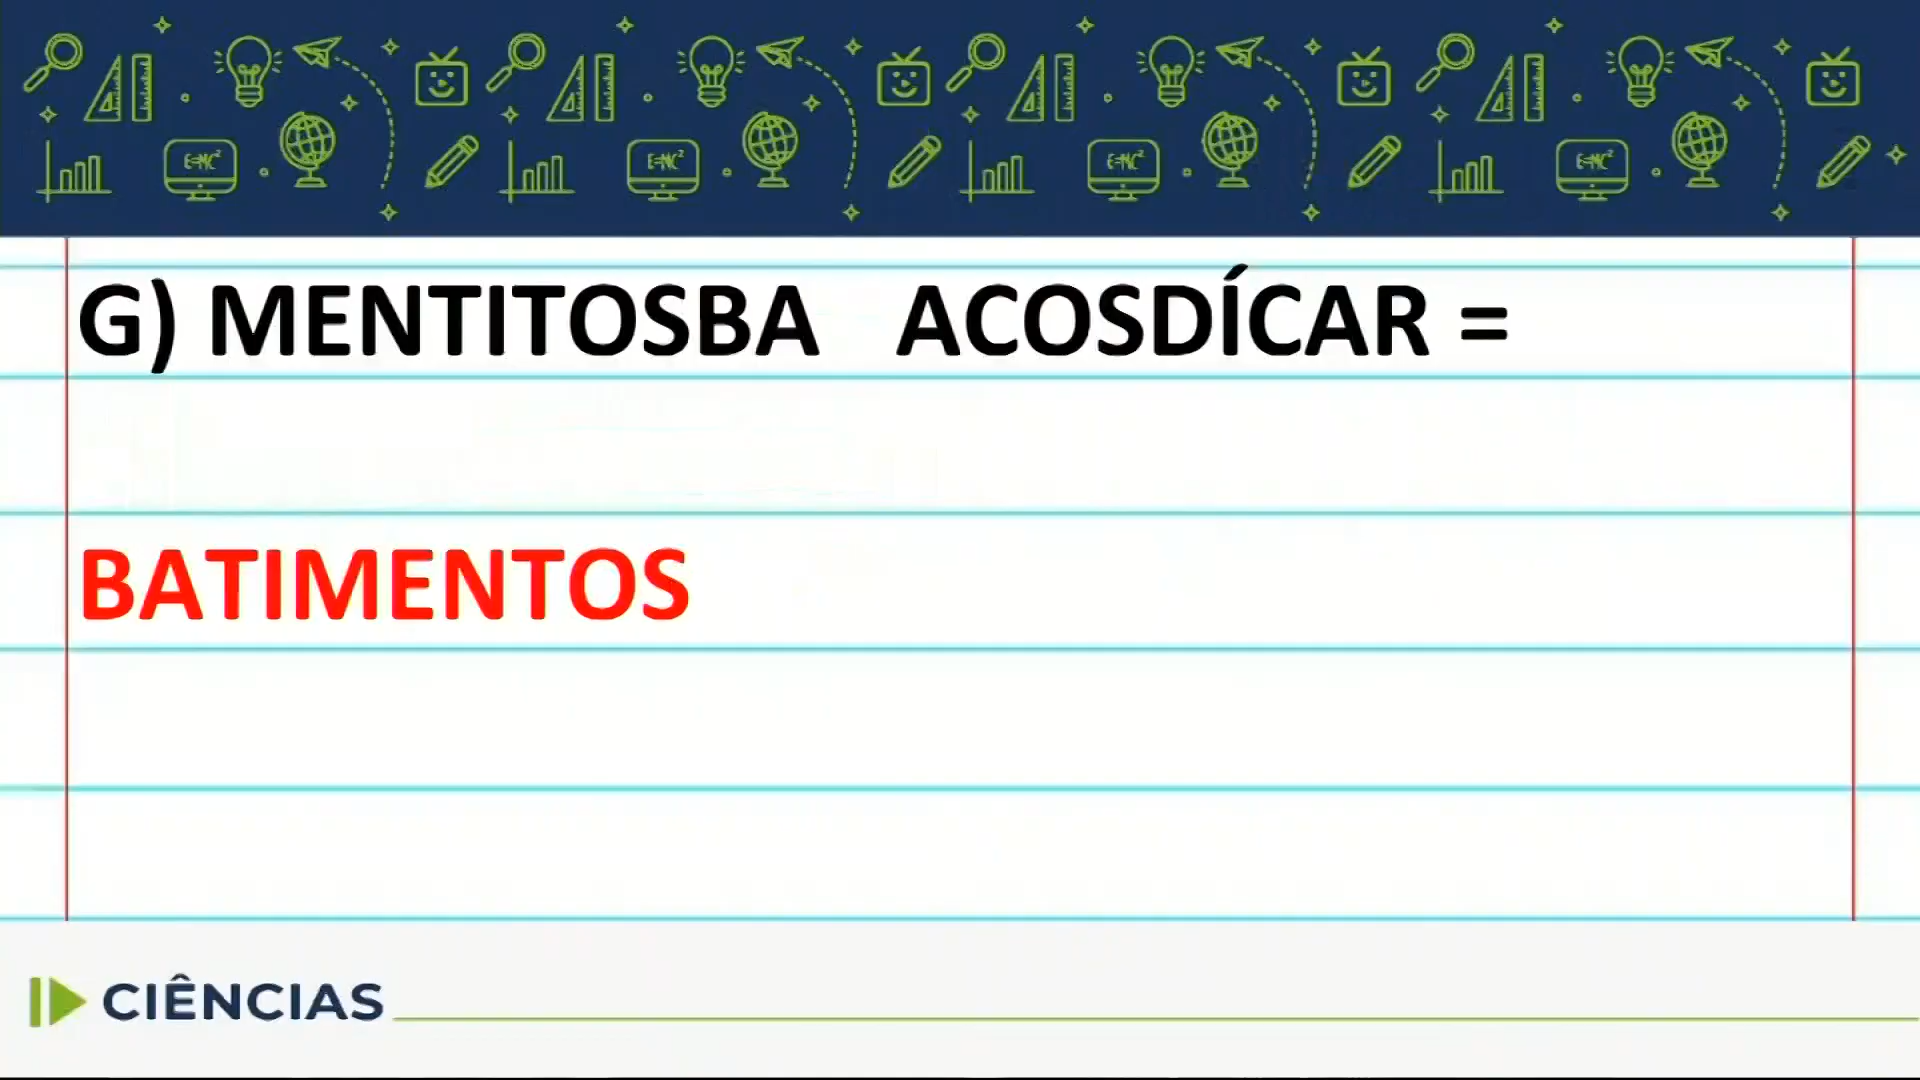 G) MENTITOSBA ACOSDÍCAR =
BATIMENTOS
CIÊNCIAS